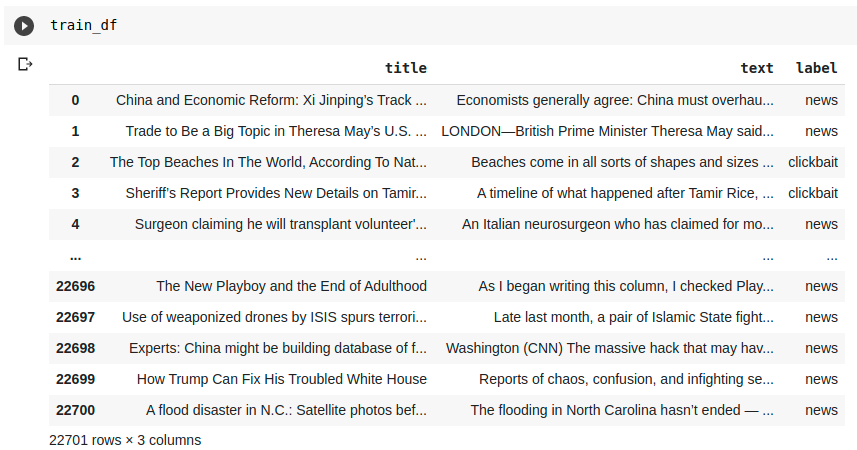 train_df
title text label
0 China and Economic Reform: Xi Jinping’s Track ... Economists generally agree: China must overhau... news
1 Trade to Be a Big Topic in Theresa May’s U.S. ... LONDON—British Prime Minister Theresa May said... news
2 The Top Beaches In The World, According To Nat... Beaches come in all sorts of shapes and sizes ... clickbait
3 Sheriff’s Report Provides New Details on Tamir... A timeline of what happened after Tamir Rice, ... clickbait
4 Surgeon claiming he will transplant volunteer'... An Italian neurosurgeon who has claimed for mo... news
... ... ... ...
22696 The New Playboy and the End of Adulthood As I began writing this column, I checked Play... news
22697 Use of weaponized drones by ISIS spurs terrori... Late last month, a pair of Islamic State fight... news
22698 Experts: China might be building database of f... Washington (CNN) The massive hack that may hav... news
22699 How Trump Can Fix His Troubled White House Reports of chaos, confusion, and infighting se... news
22700 A flood disaster in N.C.: Satellite photos bef... The flooding in North Carolina hasn’t ended — ... news
22701 rows × 3 columns